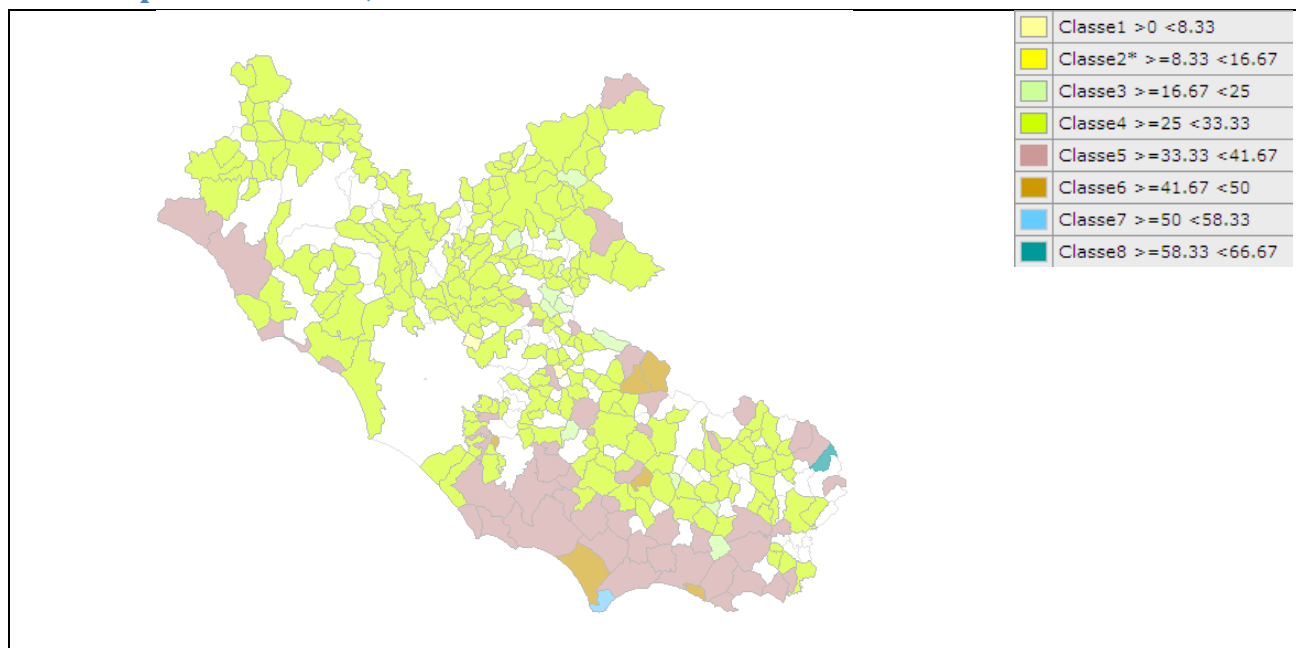 Classe1 >0 <8.33
Classe2* >=8.33 <16.67
Classe3 >=16.67 <25
Classe4 >=25 <33.33
Classe5 >=33.33 <41.67
Classe6 >=41.67 <50
Classe7 >=50 <58.33
Classe8 >=58.33 <66.67